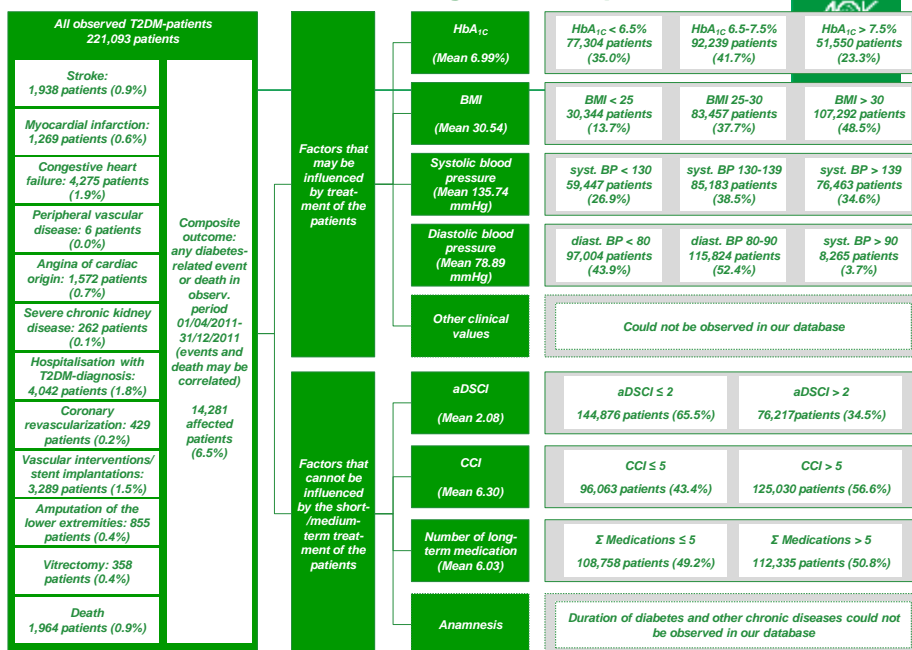 All observed T2DM-patients
221,093 patients
Stroke:
1,938 patients (0.9%)
Myocardial infarction:
1,269 patients (0.6%)
Congestive heart
failure: 4,275 patients
(1.9%)
Peripheral vascular
disease: 6 patients
(0.0%)
Angina of cardiac
origin: 1,572 patients
(0.7%)
Severe chronic kidney
disease: 262 patients
(0.1%)
Hospitalisation with
T2DM-diagnosis:
4,042 patients (1.8%)
Coronary
revascularization: 429
patients (0.2%)
Vascular interventions/
stent implantations:
3,289 patients (1.5%)
Amputation of the
lower extremities: 855
patients (0.4%)
Vitrectomy: 358
patients (0.4%)
Death
1,964 patients (0.9%)
Composite
outcome:
any diabetes-
related event
or death in
observ.
period
01/04/2011-
31/12/2011
(events and
death may be
correlated)
14,281
affected
patients
(6.5%)
Factors that
may be
influenced
by treat-
ment of the
patients
HbA1C
(Mean 6.99%)
HbA1C < 6.5%
77,304 patients
(35.0%)
HbA1C 6.5-7.5%
92,239 patients
(41.7%)
HbA1C > 7.5%
51,550 patients
(23.3%)
BMI
(Mean 30.54)
BMI < 25
30,344 patients
(13.7%)
BMI 25-30
83,457 patients
(37.7%)
BMI > 30
107,292 patients
(48.5%)
Systolic blood
pressure
(Mean 135.74
mmHg)
syst. BP < 130
59,447 patients
(26.9%)
syst. BP 130-139
85,183 patients
(38.5%)
syst. BP > 139
76,463 patients
(34.6%)
Diastolic blood
pressure
(Mean 78.89
mmHg)
diast. BP < 80
97,004 patients
(43.9%)
diast. BP 80-90
115,824 patients
(52.4%)
syst. BP > 90
8,265 patients
(3.7%)
Other clinical
values
Could not be observed in our database
Factors that
cannot be
influenced
by the short-
/medium-
term treat-
ment of the
patients
aDSCI
(Mean 2.08)
aDSCI ≤ 2
144,876 patients (65.5%)
aDSCI > 2
76,217 patients (34.5%)
CCI
(Mean 6.30)
CCI ≤ 5
96,063 patients (43.4%)
CCI > 5
125,030 patients (56.6%)
Number of long-
term medication
(Mean 6.03)
Σ Medications ≤ 5
108,758 patients (49.2%)
Σ Medications > 5
112,335 patients (50.8%)
Anamnesis
Duration of diabetes and other chronic diseases could not
be observed in our database